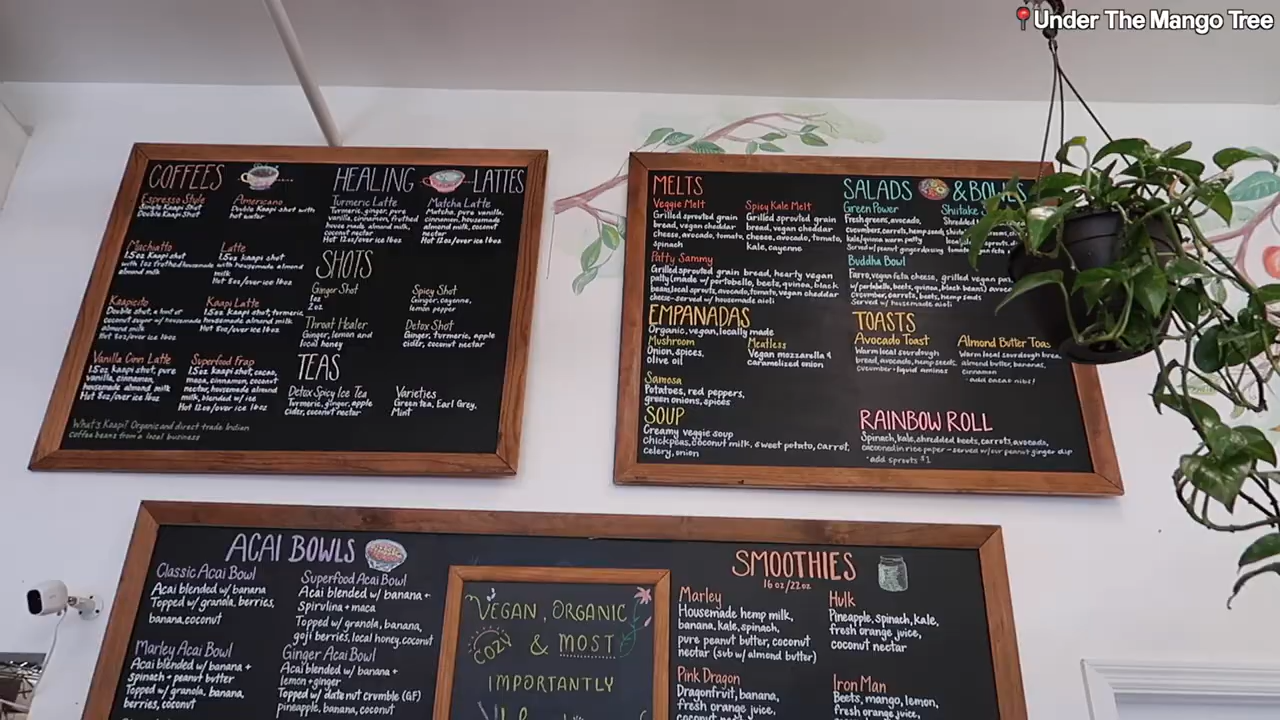 Under The Mango Tree
COFFEES
Espresso Style
Single Kaapi Shot
Double Kaapi Shot
Americano
Double Kaapi shot with
hot water
Macchiato
1.5oz Kaapi shot
with 1oz frothed housemade
almond milk
Latte
1.5oz Kaapi shot
with housemade almond
milk
Hot 8oz/over ice 16oz
Kaapicito
Double shot, a hint of
coconut sugar w/ housemade
almond milk
Hot 8oz/over ice 16oz
Kaapi Latte
1.5oz Kaapi shot, turmeric,
housemade almond milk
Hot 8oz/over ice 16oz
Vanilla Cinn Latte
1.5oz Kaapi shot, pure
vanilla, cinnamon,
housemade almond milk
Hot 8oz/over ice 16oz
Superfood Frap
1.5oz Kaapi shot, cacao,
maca, cinnamon, coconut
nectar, housemade almond
milk, blended w/ ice
Hot 12oz/over ice 16oz
What's Kaapi? Organic and direct trade Indian
coffee beans from a local business
HEALING LATTES
Turmeric Latte
Turmeric, ginger, pure
vanilla, cinnamon, crafted
house made, almond milk,
coconut nectar
Hot 12oz/over ice 16oz
Matcha Latte
Matcha, pure vanilla,
cinnamon, housemade
almond milk, coconut
nectar
Hot 12oz/over ice 16oz
SHOTS
Ginger Shot
1oz
2oz
Spicy Shot
Ginger, cayenne,
lemon pepper
Throat Healer
Ginger, lemon and
local honey
Detox Shot
Ginger, turmeric, apple
cider, coconut nectar
TEAS
Detox Spicy Ice Tea
Turmeric, ginger, apple
cider, coconut nectar
Varieties
Green tea, Earl Grey,
Mint
MELTS
Veggie Melt
Grilled sprouted grain
bread, vegan cheddar
cheese, avocado, tomato,
spinach
Spicy Kale Melt
Grilled sprouted grain
bread, vegan cheddar
cheese, avocado, tomato,
kale, cayenne
Patty Sammy
Grilled sprouted grain bread, hearty vegan
patty (made w/ portobello, beets, quinoa, black
beans) local sprouts, avocado, tomato, vegan cheddar
cheese-served w/ housemade aioli
EMPANADAS
Organic, vegan, locally made
Mushroom
Onion, spices,
olive oil
Meatless
Vegan mozzarella &
caramelized onion
Samosa
Potatoes, red peppers,
green onions, spices
SOUP
Creamy veggie soup
Chickpeas, coconut milk, sweet potato, carrot,
celery, onion
SALADS & BOWLS
Green Power
Fresh greens, avocado,
cucumbers, carrots, hemp seeds,
kale/quinoa warm patty
Served w/ peanut ginger dressing
Shiitake
Shredded
Buddha Bowl
Farro, vegan feta cheese, grilled vegan
w/ portobello, beets, quinoa, black beans)
cucumber, carrots, beets, hemp seeds
Served w/ housemade aioli
TOASTS
Avocado Toast
Warm local sourdough
bread, avocado, hemp seeds,
cucumber + liquid aminos
Almond Butter Toas
Warm local sourdough brea
almond butter, bananas,
cinnamon
+ add cacao nibs!
RAINBOW ROLL
Spinach, kale, shredded beets, carrots, avocado,
cocooned in rice paper - served w/ our peanut ginger dip
+ add sprouts $1
ACAI BOWLS
Classic Acai Bowl
Acai blended w/ banana
Topped w/ granola, berries,
banana, coconut
Superfood Acai Bowl
Acai blended w/ banana +
Spirulina + maca
Topped w/ granola, banana,
goji berries, local honey, coconut
Marley Acai Bowl
Acai blended w/ banana +
spinach + peanut butter
Topped w/ granola, banana,
berries, coconut
Ginger Acai Bowl
Acai blended w/ banana +
lemon + ginger
Topped w/ date nut crumble (GF)
pineapple, banana, coconut
VEGAN, ORGANIC
COZY & MOST
IMPORTANTLY
SMOOTHIES
16 oz/22oz
Marley
Housemade hemp milk,
banana, kale, spinach,
pure peanut butter, coconut
nectar (sub w/ almond butter)
Hulk
Pineapple, spinach, kale,
fresh orange juice,
coconut nectar
Pink Dragon
Dragonfruit, banana,
fresh orange juice,
coconut
Iron Man
Beets, mango, lemon,
fresh orange juice,